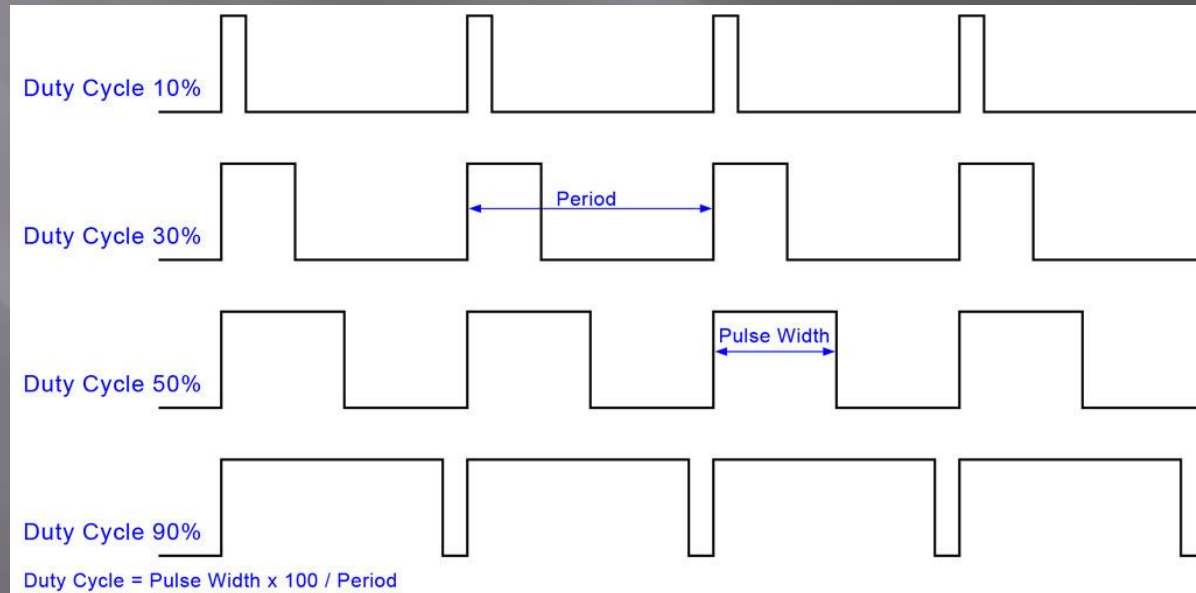 Duty Cycle 10%
Period
Duty Cycle 30%
Pulse Width
Duty Cycle 50%
Duty Cycle 90%
Duty Cycle = Pulse Width x 100 / Period